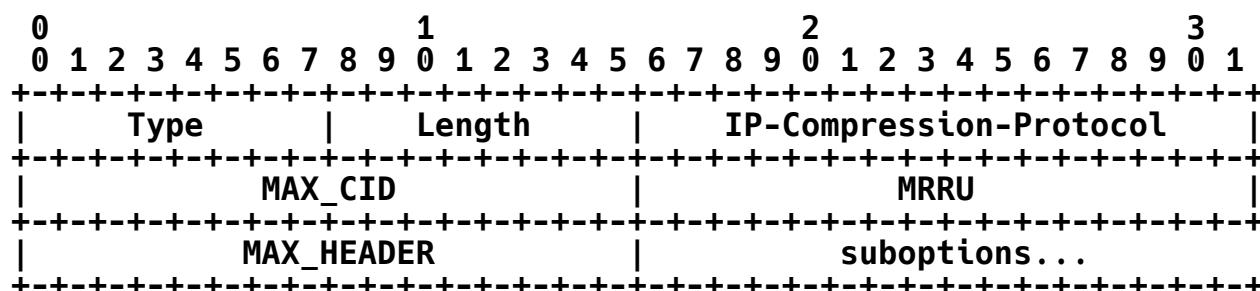 0                   1                   2                   3
 0 1 2 3 4 5 6 7 8 9 0 1 2 3 4 5 6 7 8 9 0 1 2 3 4 5 6 7 8 9 0 1
+-+-+-+-+-+-+-+-+-+-+-+-+-+-+-+-+-+-+-+-+-+-+-+-+-+-+-+-+-+-+-+-+
|     Type      |    Length     |    IP-Compression-Protocol    |
+-+-+-+-+-+-+-+-+-+-+-+-+-+-+-+-+-+-+-+-+-+-+-+-+-+-+-+-+-+-+-+-+
|            MAX_CID            |             MRRU              |
+-+-+-+-+-+-+-+-+-+-+-+-+-+-+-+-+-+-+-+-+-+-+-+-+-+-+-+-+-+-+-+-+
|           MAX_HEADER          |          suboptions...
+-+-+-+-+-+-+-+-+-+-+-+-+-+-+-+-+-+-+-+-+-+-+-+-+-+-+-+-+-+-+-+-+